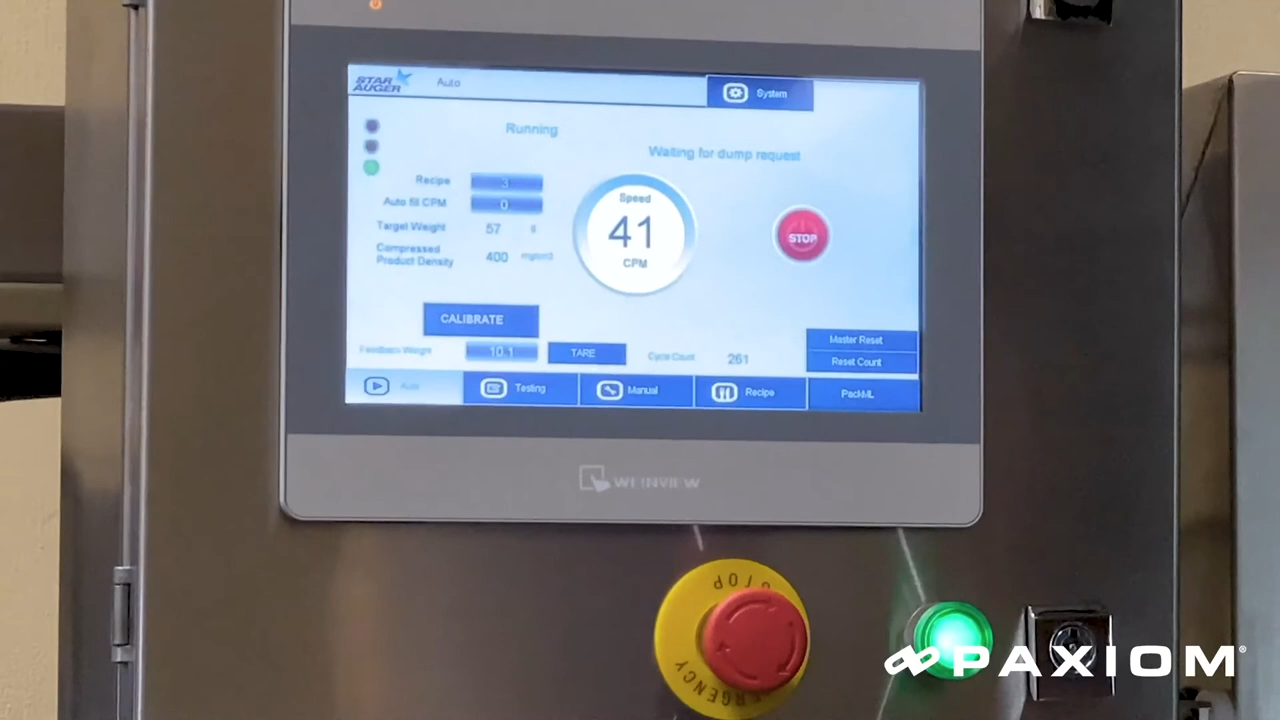 STAR AUGER
Auto
System
Running
Waiting for dump request
Recipe 3
Auto fill CPM 0
Target Weight 57 g
Compressed Product Density 400
Speed
41
CPM
STOP
CALIBRATE
Feedback Weight 10.1
TARE
Cycle Count 261
Master Reset
Reset Count
Auto
Testing
Manual
Recipe
PackML
WEINVIEW
STOP
EMERGENCY
PAXIOM®